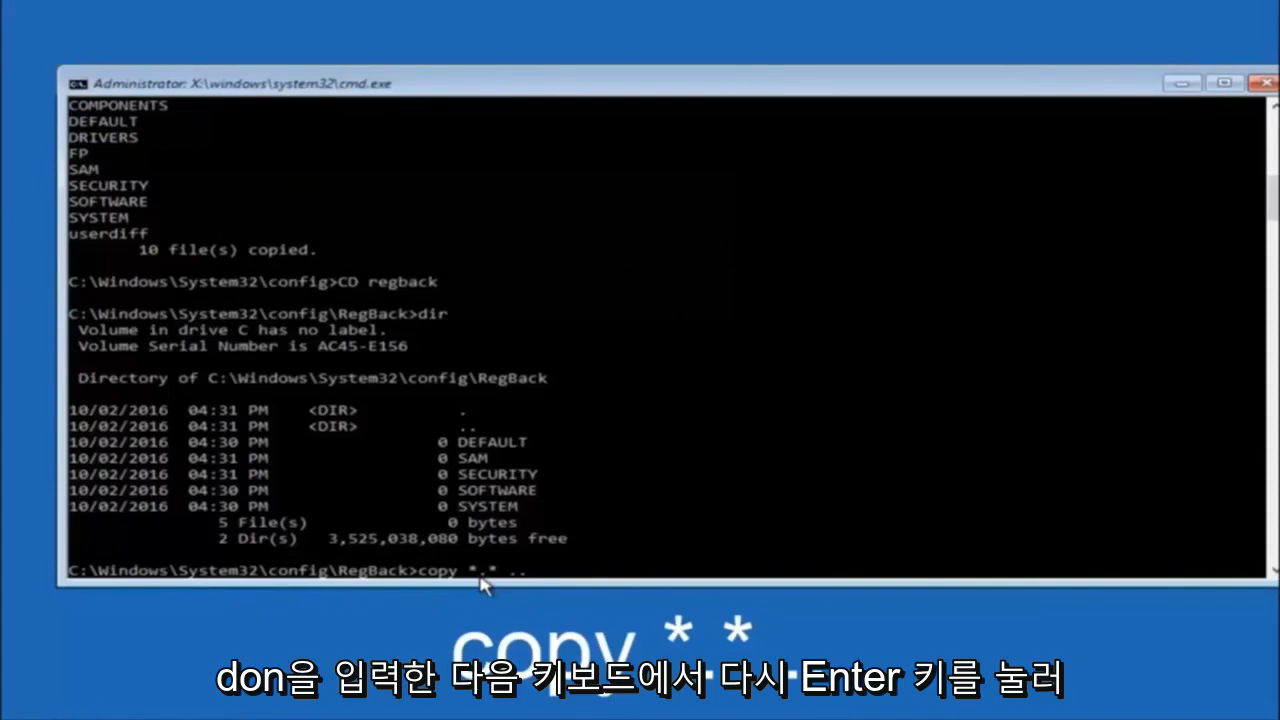 Administrator: X:\windows\system32\cmd.exe
COMPONENTS
DEFAULT
DRIVERS
FP
SAM
SECURITY
SOFTWARE
SYSTEM
userdiff
10 file(s) copied.
C:\Windows\System32\config>CD regback
C:\Windows\System32\config\RegBack>dir
Volume in drive C has no label.
Volume Serial Number is AC45-E156
Directory of C:\Windows\System32\config\RegBack
10/02/2016 04:31 PM <DIR> .
10/02/2016 04:31 PM <DIR> ..
10/02/2016 04:30 PM 0 DEFAULT
10/02/2016 04:31 PM 0 SAM
10/02/2016 04:31 PM 0 SECURITY
10/02/2016 04:30 PM 0 SOFTWARE
10/02/2016 04:30 PM 0 SYSTEM
5 File(s) 0 bytes
2 Dir(s) 3,525,038,080 bytes free
C:\Windows\System32\config\RegBack>copy *.* ..
copy *.* ..
don을 입력한 다음 키보드에서 다시 Enter 키를 눌러